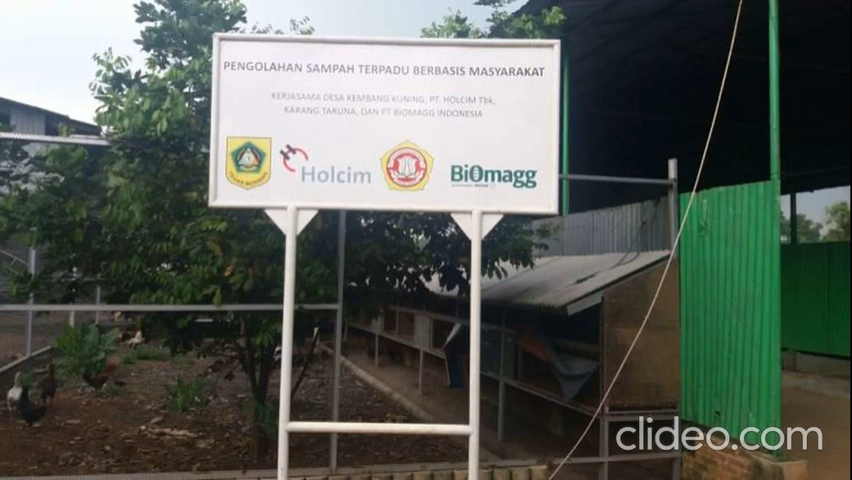 PENGOLAHAN SAMPAH TERPADU BERBASIS MASYARAKAT
KERJASAMA DESA KEMBANG KUNING, PT. HOLCIM Tbk,
KARANG TARUNA, DAN PT BIOMAGG INDONESIA
Holcim
BiOmagg
clideo.com